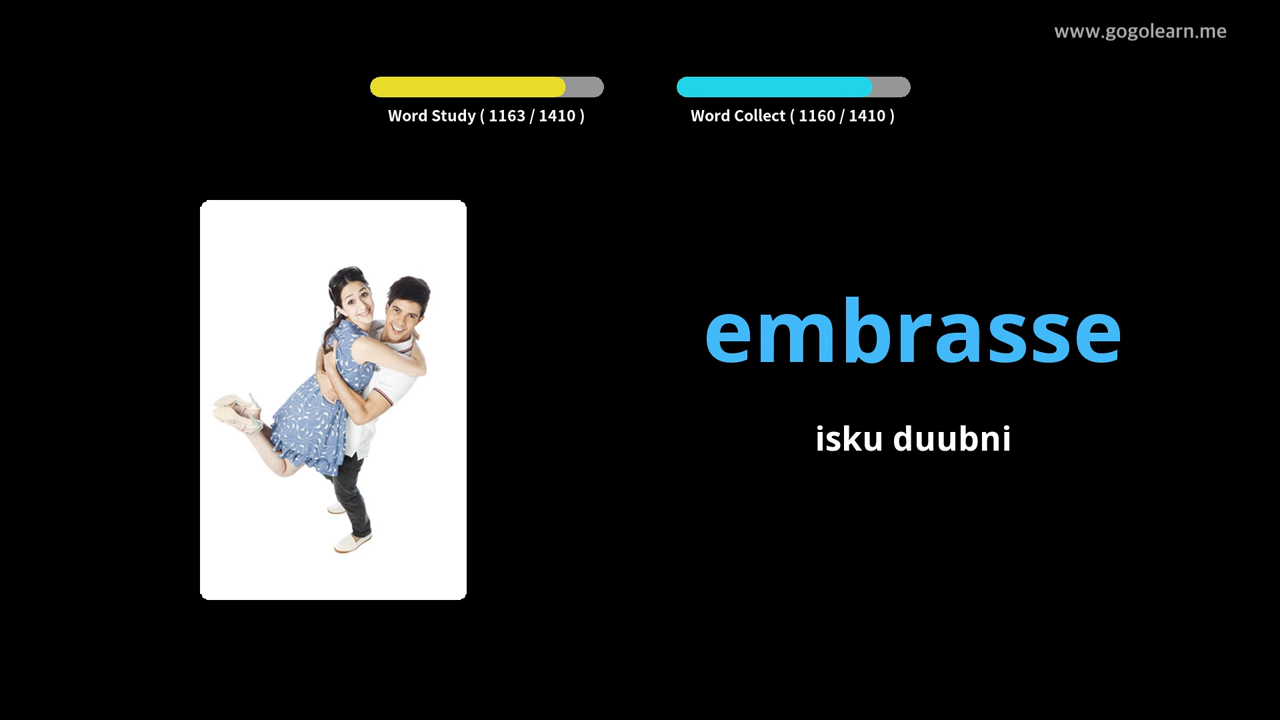 www.gogolearn.me
Word Study ( 1163 / 1410 )
Word Collect ( 1160 / 1410 )
embrasse
isku duubni